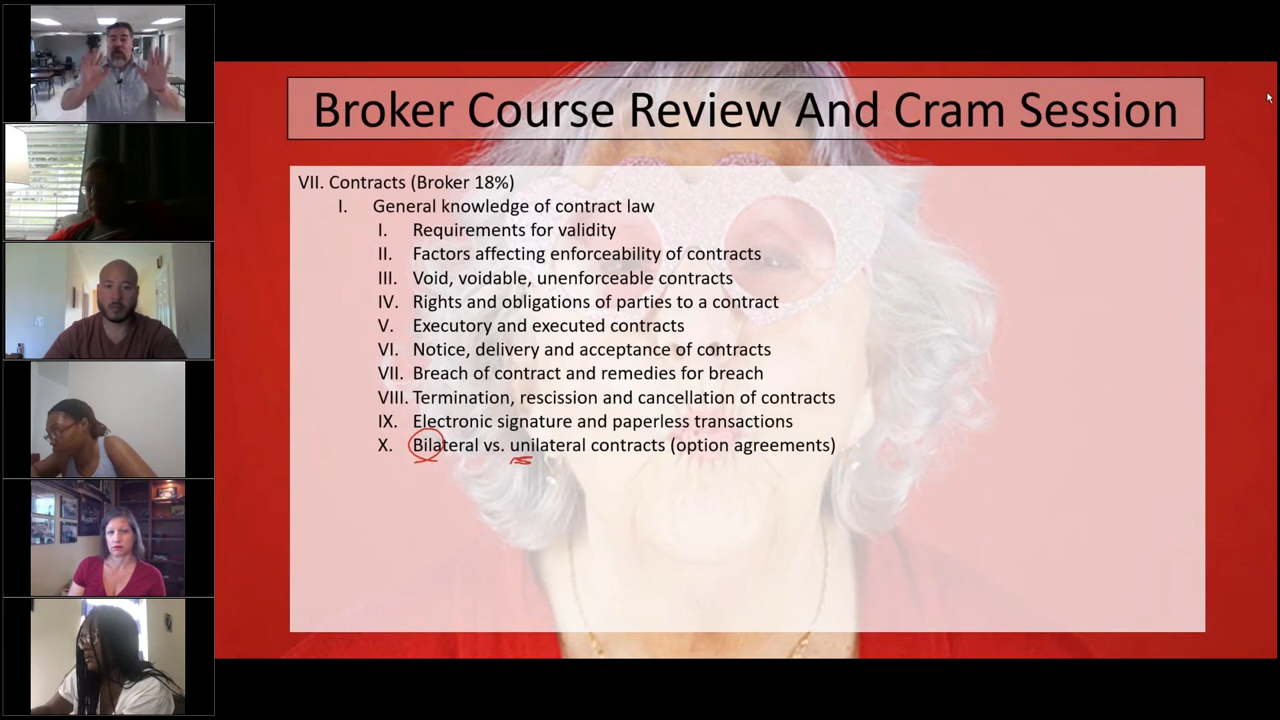 Broker Course Review And Cram Session
VII. Contracts (Broker 18%)
I. General knowledge of contract law
I. Requirements for validity
II. Factors affecting enforceability of contracts
III. Void, voidable, unenforceable contracts
IV. Rights and obligations of parties to a contract
V. Executory and executed contracts
VI. Notice, delivery and acceptance of contracts
VII. Breach of contract and remedies for breach
VIII. Termination, rescission and cancellation of contracts
IX. Electronic signature and paperless transactions
X. Bilateral vs. unilateral contracts (option agreements)